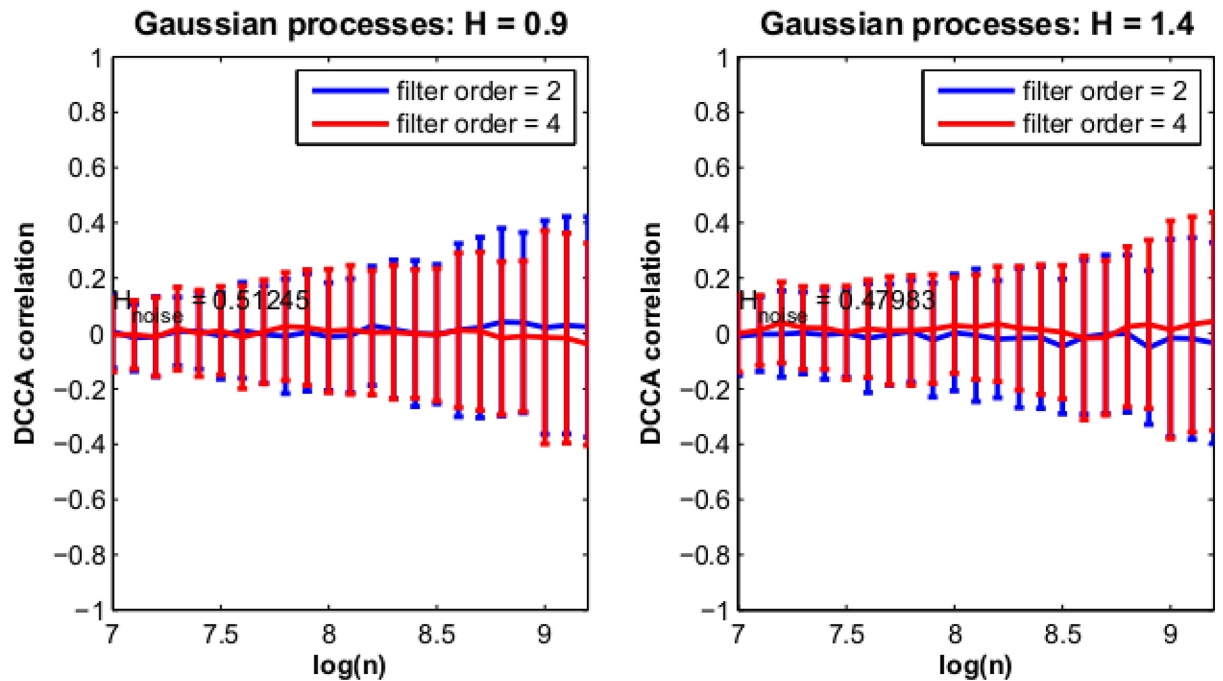 Gaussian processes: H = 0.9
filter order = 2
filter order = 4
H noise = 0.51245
DCCA correlation
1
0.8
0.6
0.4
0.2
0
−0.2
−0.4
−0.6
−0.8
−1
7 7.5 8 8.5 9
log(n)
Gaussian processes: H = 1.4
filter order = 2
filter order = 4
H noise = 0.47983
DCCA correlation
1
0.8
0.6
0.4
0.2
0
−0.2
−0.4
−0.6
−0.8
−1
7 7.5 8 8.5 9
log(n)